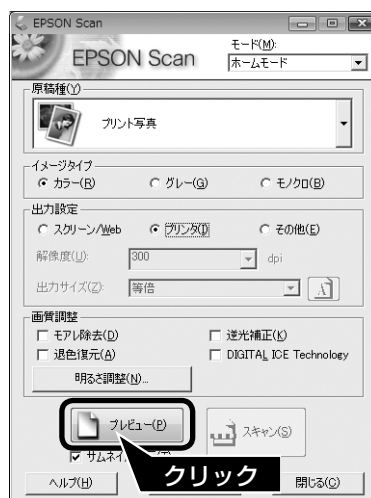 EPSON Scan
EPSON Scan
モード(M):
ホームモード
原稿種(Y)
プリント写真
イメージタイプ
カラー(R) グレー(G) モノクロ(B)
出力設定
スクリーン/Web プリンタ(I) その他(E)
解像度(U): 300 dpi
出力サイズ(Z): 等倍
A
画質調整
モアレ除去(D) 逆光補正(K)
退色復元(A) DIGITAL ICE Technology
明るさ調整(N)...
プレビュー(P)
スキャン(S)
サムネイ
クリック
ヘルプ(H) 閉じる(C)